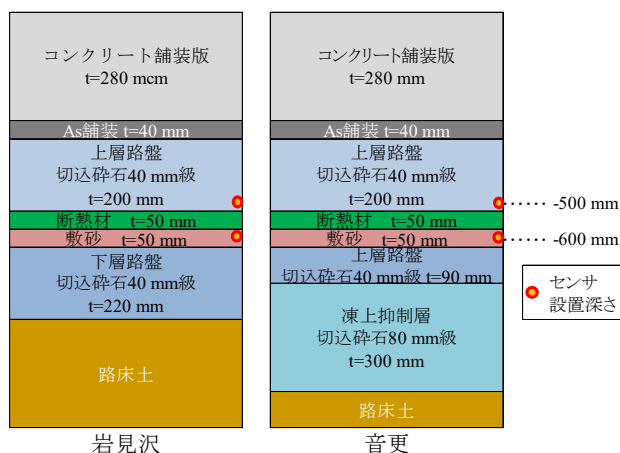 コンクリート舗装版
t=280 mcm
As舗装 t=40 mm
上層路盤
切込砕石40 mm級
t=200 mm
断熱材 t=50 mm
敷砂 t=50 mm
下層路盤
切込砕石40 mm級
t=220 mm
路床土
岩見沢
コンクリート舗装版
t=280 mm
As舗装 t=40 mm
上層路盤
切込砕石40 mm級
t=200 mm
断熱材 t=50 mm
敷砂 t=50 mm
上層路盤
切込砕石40 mm級 t=90 mm
凍上抑制層
切込砕石80 mm級
t=300 mm
路床土
音更
-500 mm
-600 mm
センサ
設置深さ